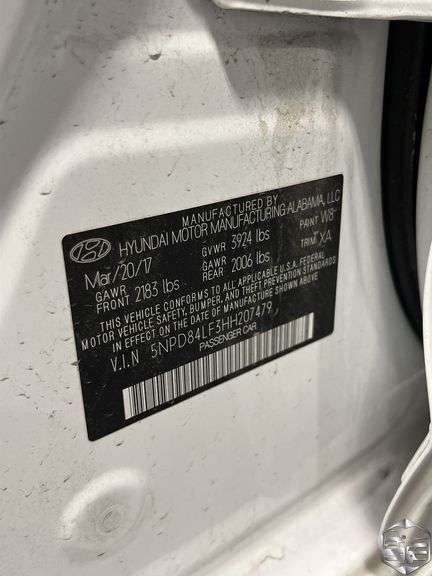 MANUFACTURED BY
HYUNDAI MOTOR MANUFACTURING ALABAMA, LLC
Mar/20/17 GVWR 3924 lbs PAINT W8
GAWR FRONT 2183 lbs GAWR REAR 2006 lbs TRIM XA
THIS VEHICLE CONFORMS TO ALL APPLICABLE U.S.A. FEDERAL
MOTOR VEHICLE SAFETY, BUMPER, AND THEFT PREVENTION STANDARDS
IN EFFECT ON THE DATE OF MANUFACTURE SHOWN ABOVE.
V.I.N 5NPD84LF3HH207479
PASSENGER CAR